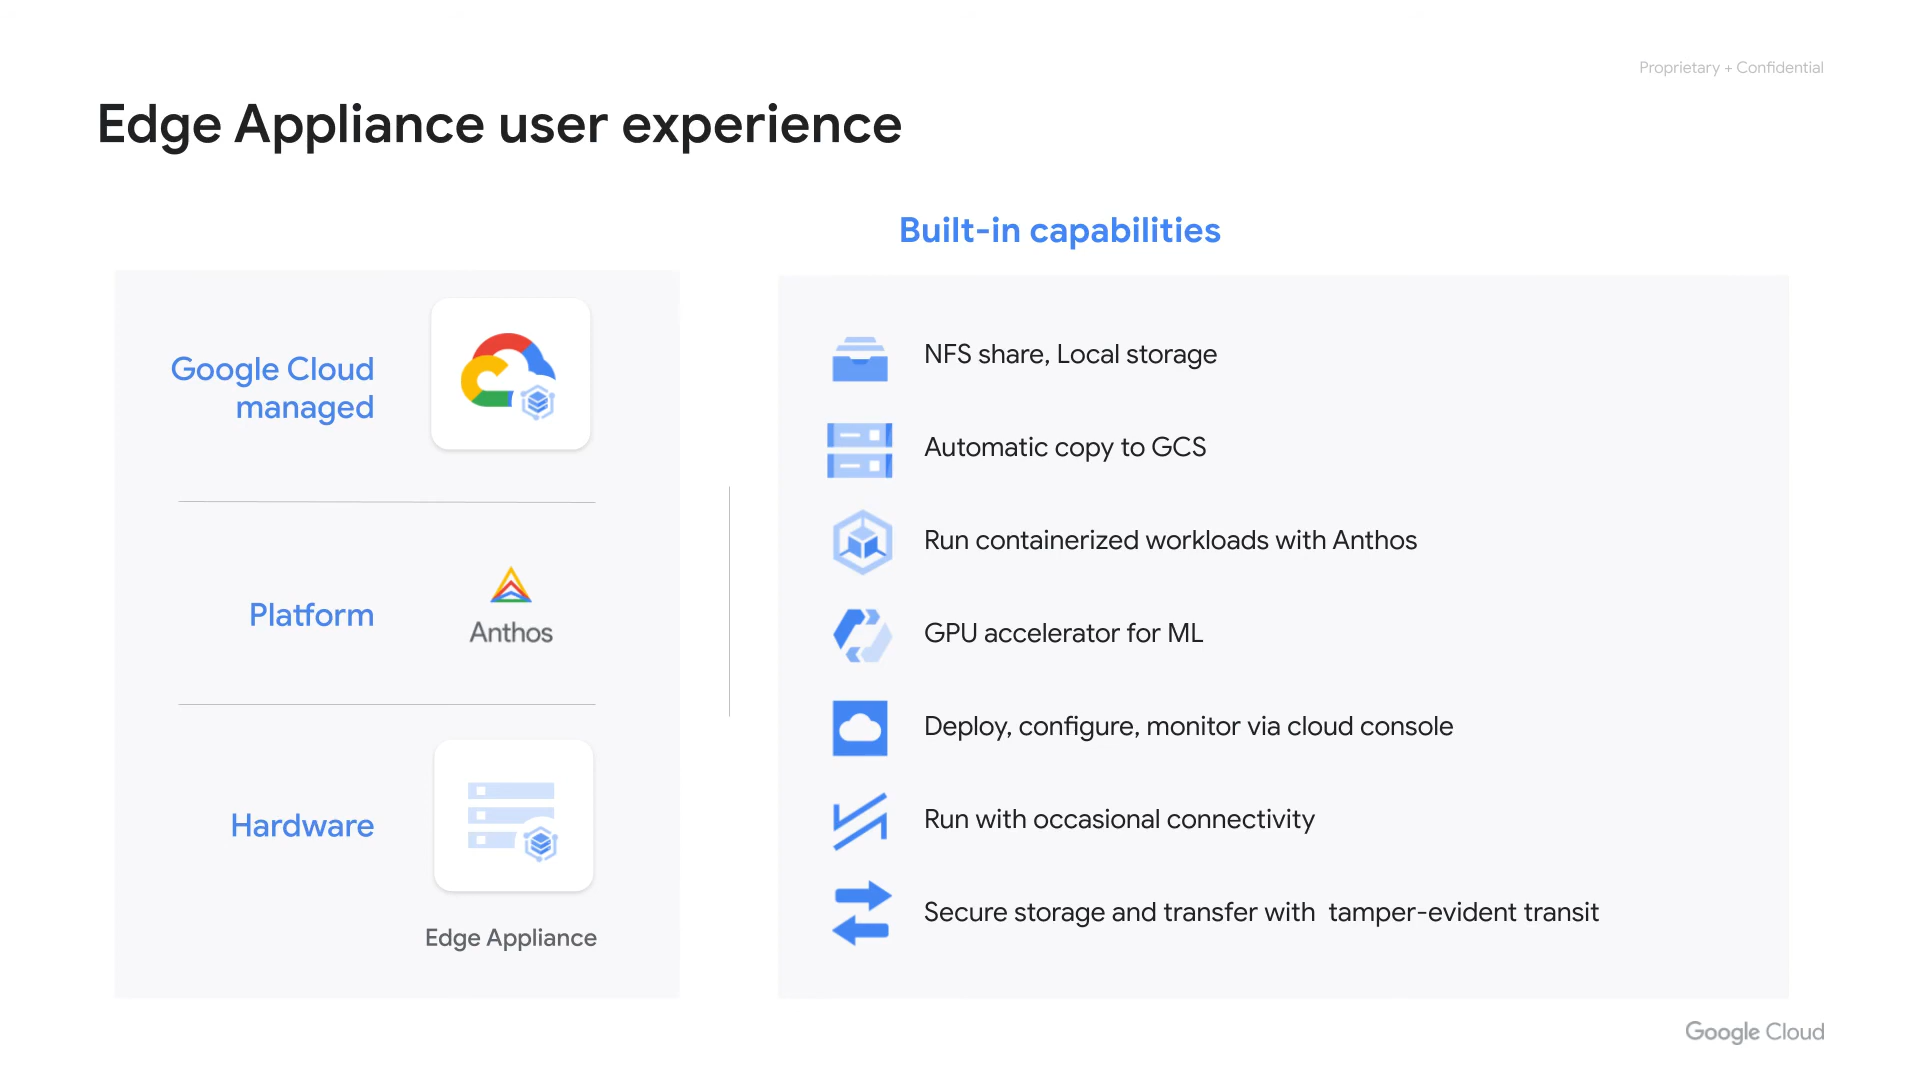 Proprietary + Confidential
Edge Appliance user experience
Built-in capabilities
Google Cloud
managed
Platform
Anthos
Hardware
Edge Appliance
NFS share, Local storage
Automatic copy to GCS
Run containerized workloads with Anthos
GPU accelerator for ML
Deploy, configure, monitor via cloud console
Run with occasional connectivity
Secure storage and transfer with  tamper-evident transit
Google Cloud